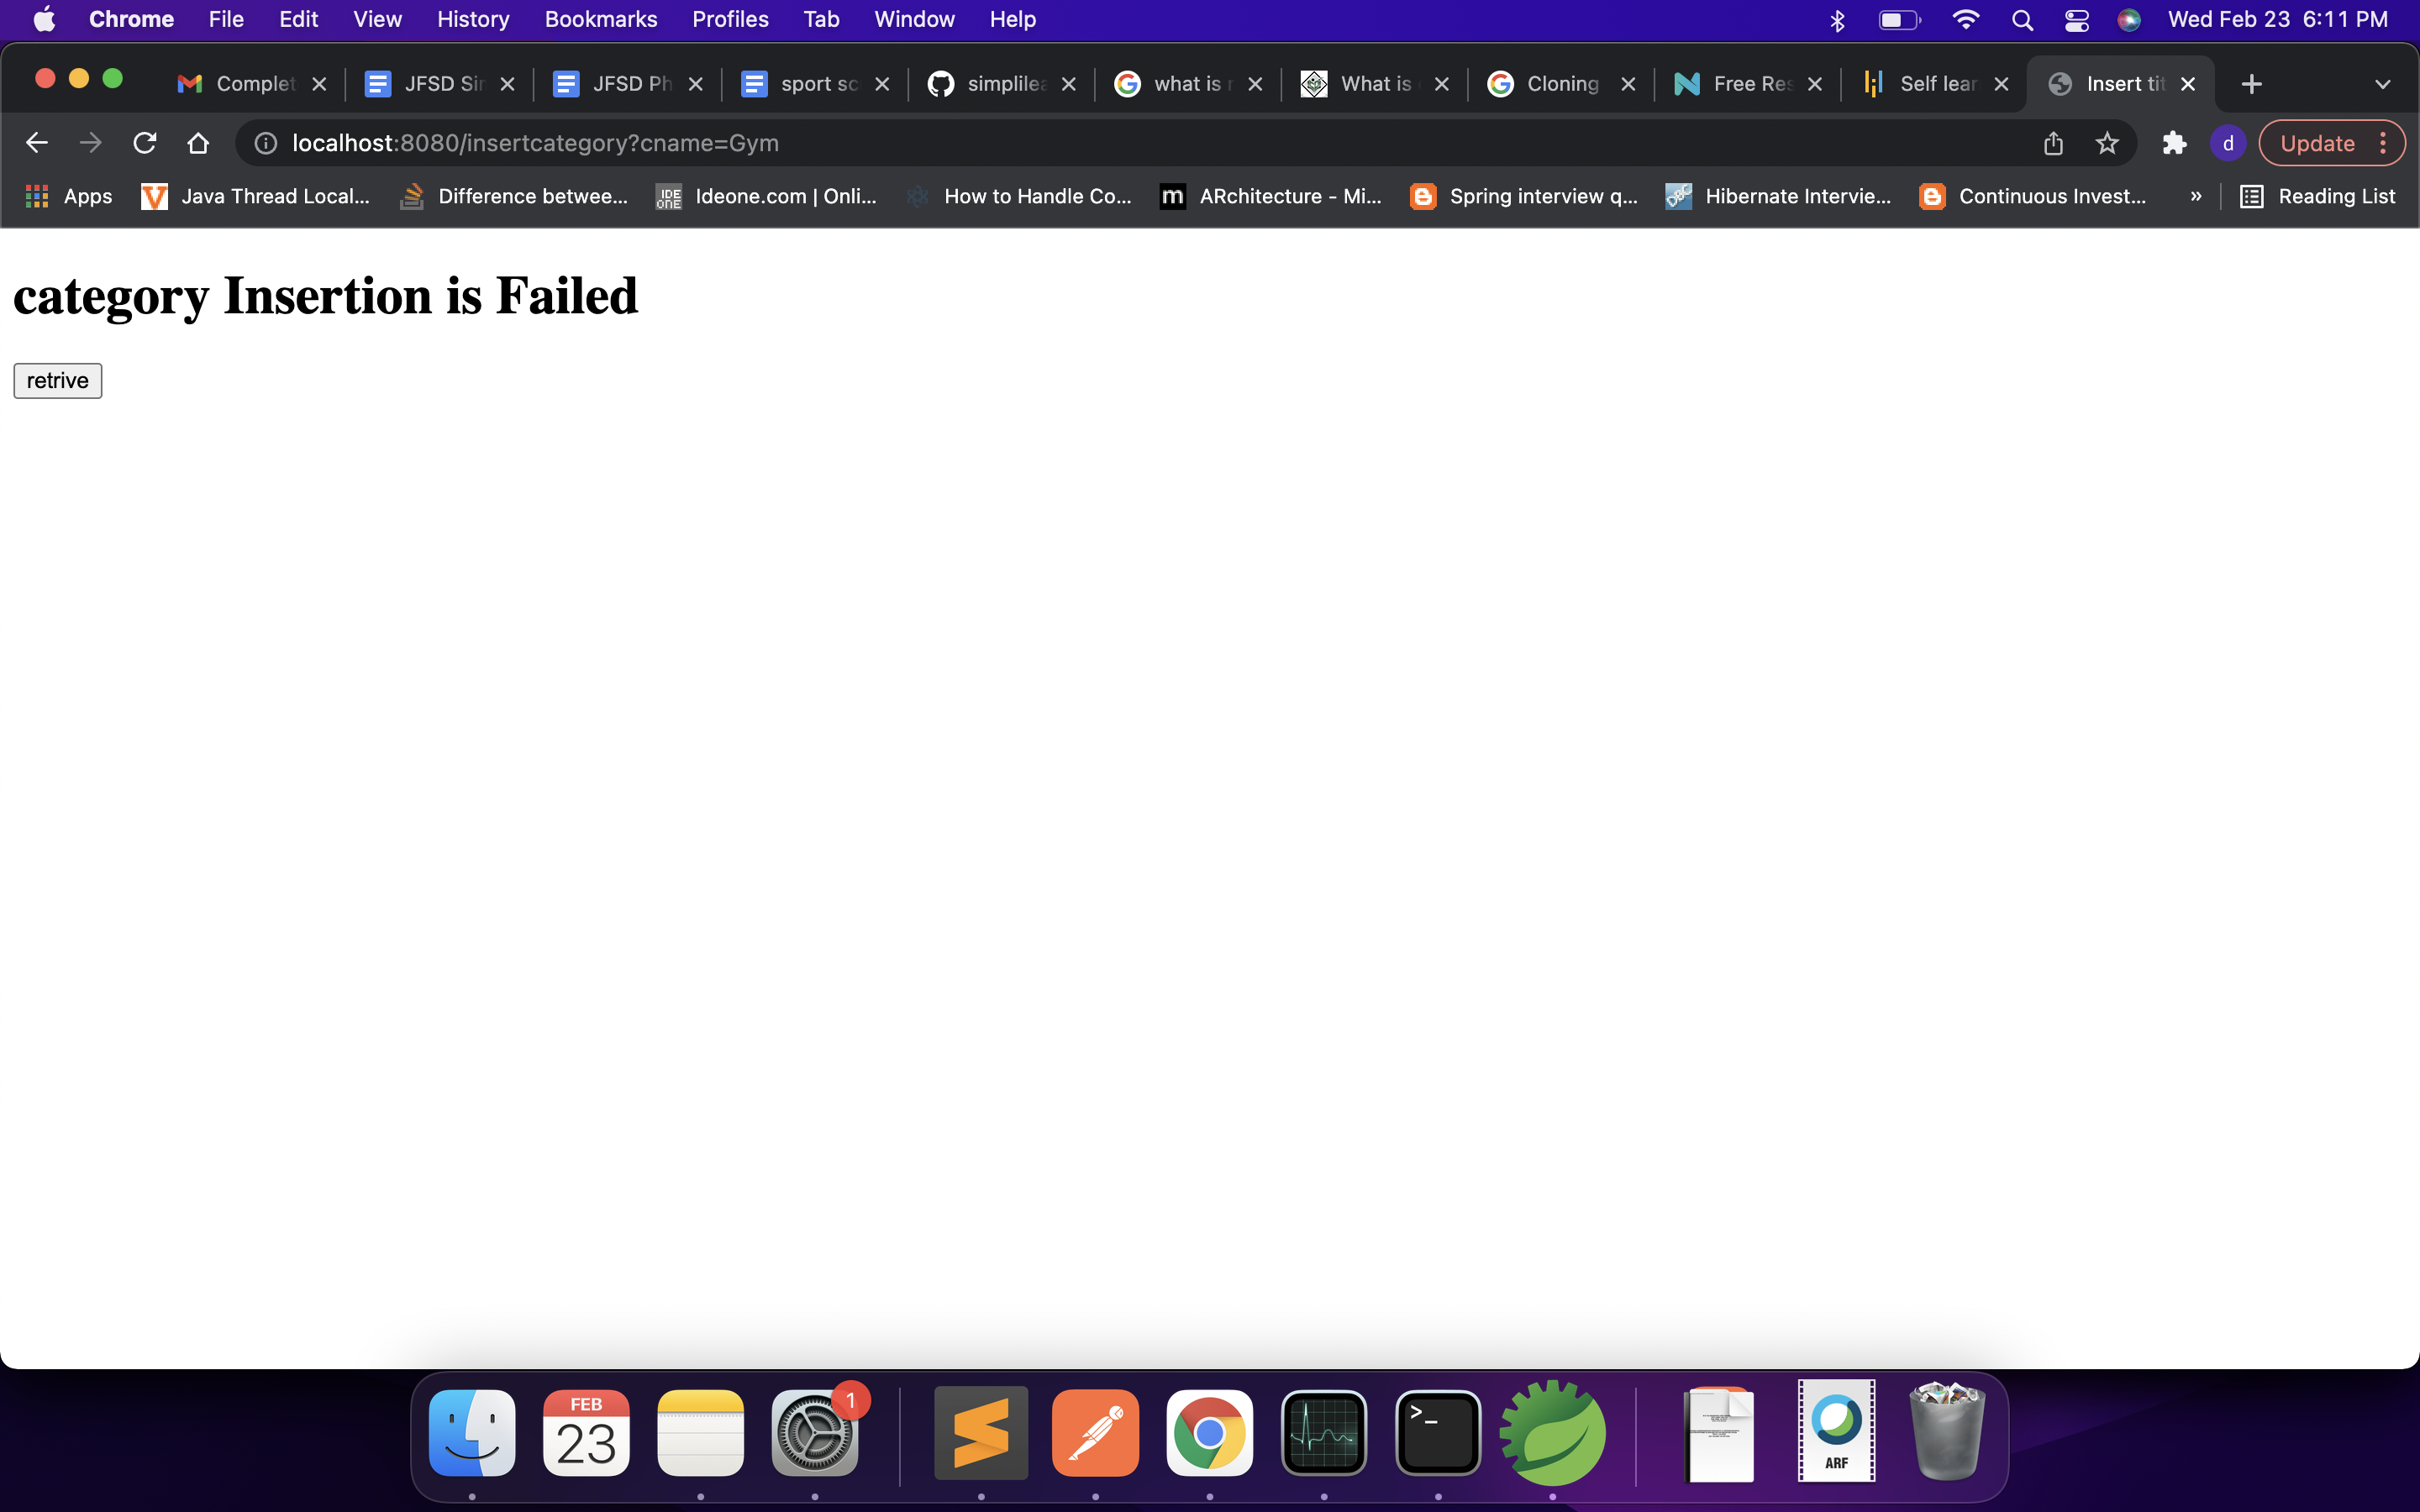 Chrome File Edit View History Bookmarks Profiles Tab Window Help Wed Feb 23 6:11 PM
Complet JFSD Sir JFSD Ph sport sc simplilea what is r What is Cloning Free Res Self lear Insert tit
localhost:8080/insertcategory?cname=Gym d Update
Apps V Java Thread Local... Difference betwee... IDE ONE Ideone.com | Onli... How to Handle Co... m ARchitecture - Mi... Spring interview q... Hibernate Intervie... Continuous Invest... » Reading List
category Insertion is Failed
retrive
FEB
23
1
>_
ARF